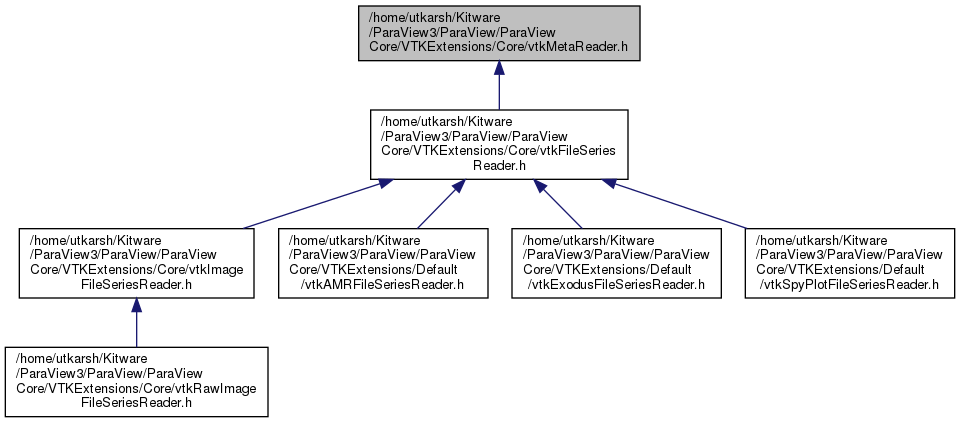 /home/utkarsh/Kitware
/ParaView3/ParaView/ParaView
Core/VTKExtensions/Core/vtkMetaReader.h
/home/utkarsh/Kitware
/ParaView3/ParaView/ParaView
Core/VTKExtensions/Core/vtkFileSeries
Reader.h
/home/utkarsh/Kitware
/ParaView3/ParaView/ParaView
Core/VTKExtensions/Core/vtkImage
FileSeriesReader.h
/home/utkarsh/Kitware
/ParaView3/ParaView/ParaView
Core/VTKExtensions/Default
/vtkAMRFileSeriesReader.h
/home/utkarsh/Kitware
/ParaView3/ParaView/ParaView
Core/VTKExtensions/Default
/vtkExodusFileSeriesReader.h
/home/utkarsh/Kitware
/ParaView3/ParaView/ParaView
Core/VTKExtensions/Default
/vtkSpyPlotFileSeriesReader.h
/home/utkarsh/Kitware
/ParaView3/ParaView/ParaView
Core/VTKExtensions/Core/vtkRawImage
FileSeriesReader.h